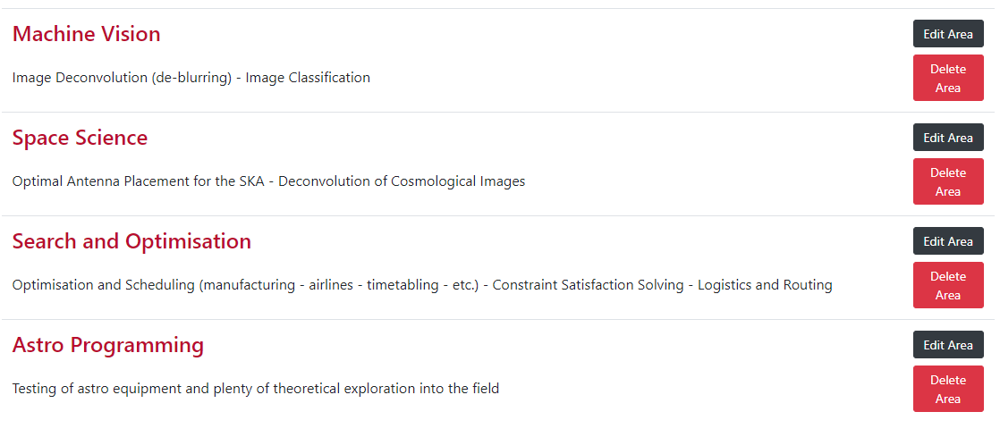 Machine Vision
Edit Area
Image Deconvolution (de-blurring) - Image Classification
Delete
Area
Space Science
Edit Area
Optimal Antenna Placement for the SKA - Deconvolution of Cosmological Images
Delete
Area
Search and Optimisation
Edit Area
Optimisation and Scheduling (manufacturing - airlines - timetabling - etc.) - Constraint Satisfaction Solving - Logistics and Routing
Delete
Area
Astro Programming
Edit Area
Testing of astro equipment and plenty of theoretical exploration into the field
Delete
Area